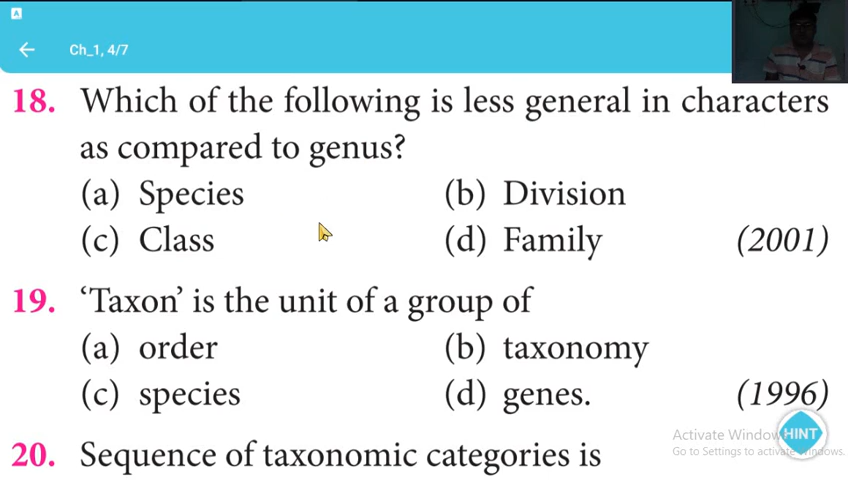 A
Ch_1, 4/7
18. Which of the following is less general in characters
as compared to genus?
(a) Species (b) Division
(c) Class (d) Family (2001)
19. ‘Taxon’ is the unit of a group of
(a) order (b) taxonomy
(c) species (d) genes. (1996)
Activate Window HINT
Go to Settings to activate Windows.
20. Sequence of taxonomic categories is